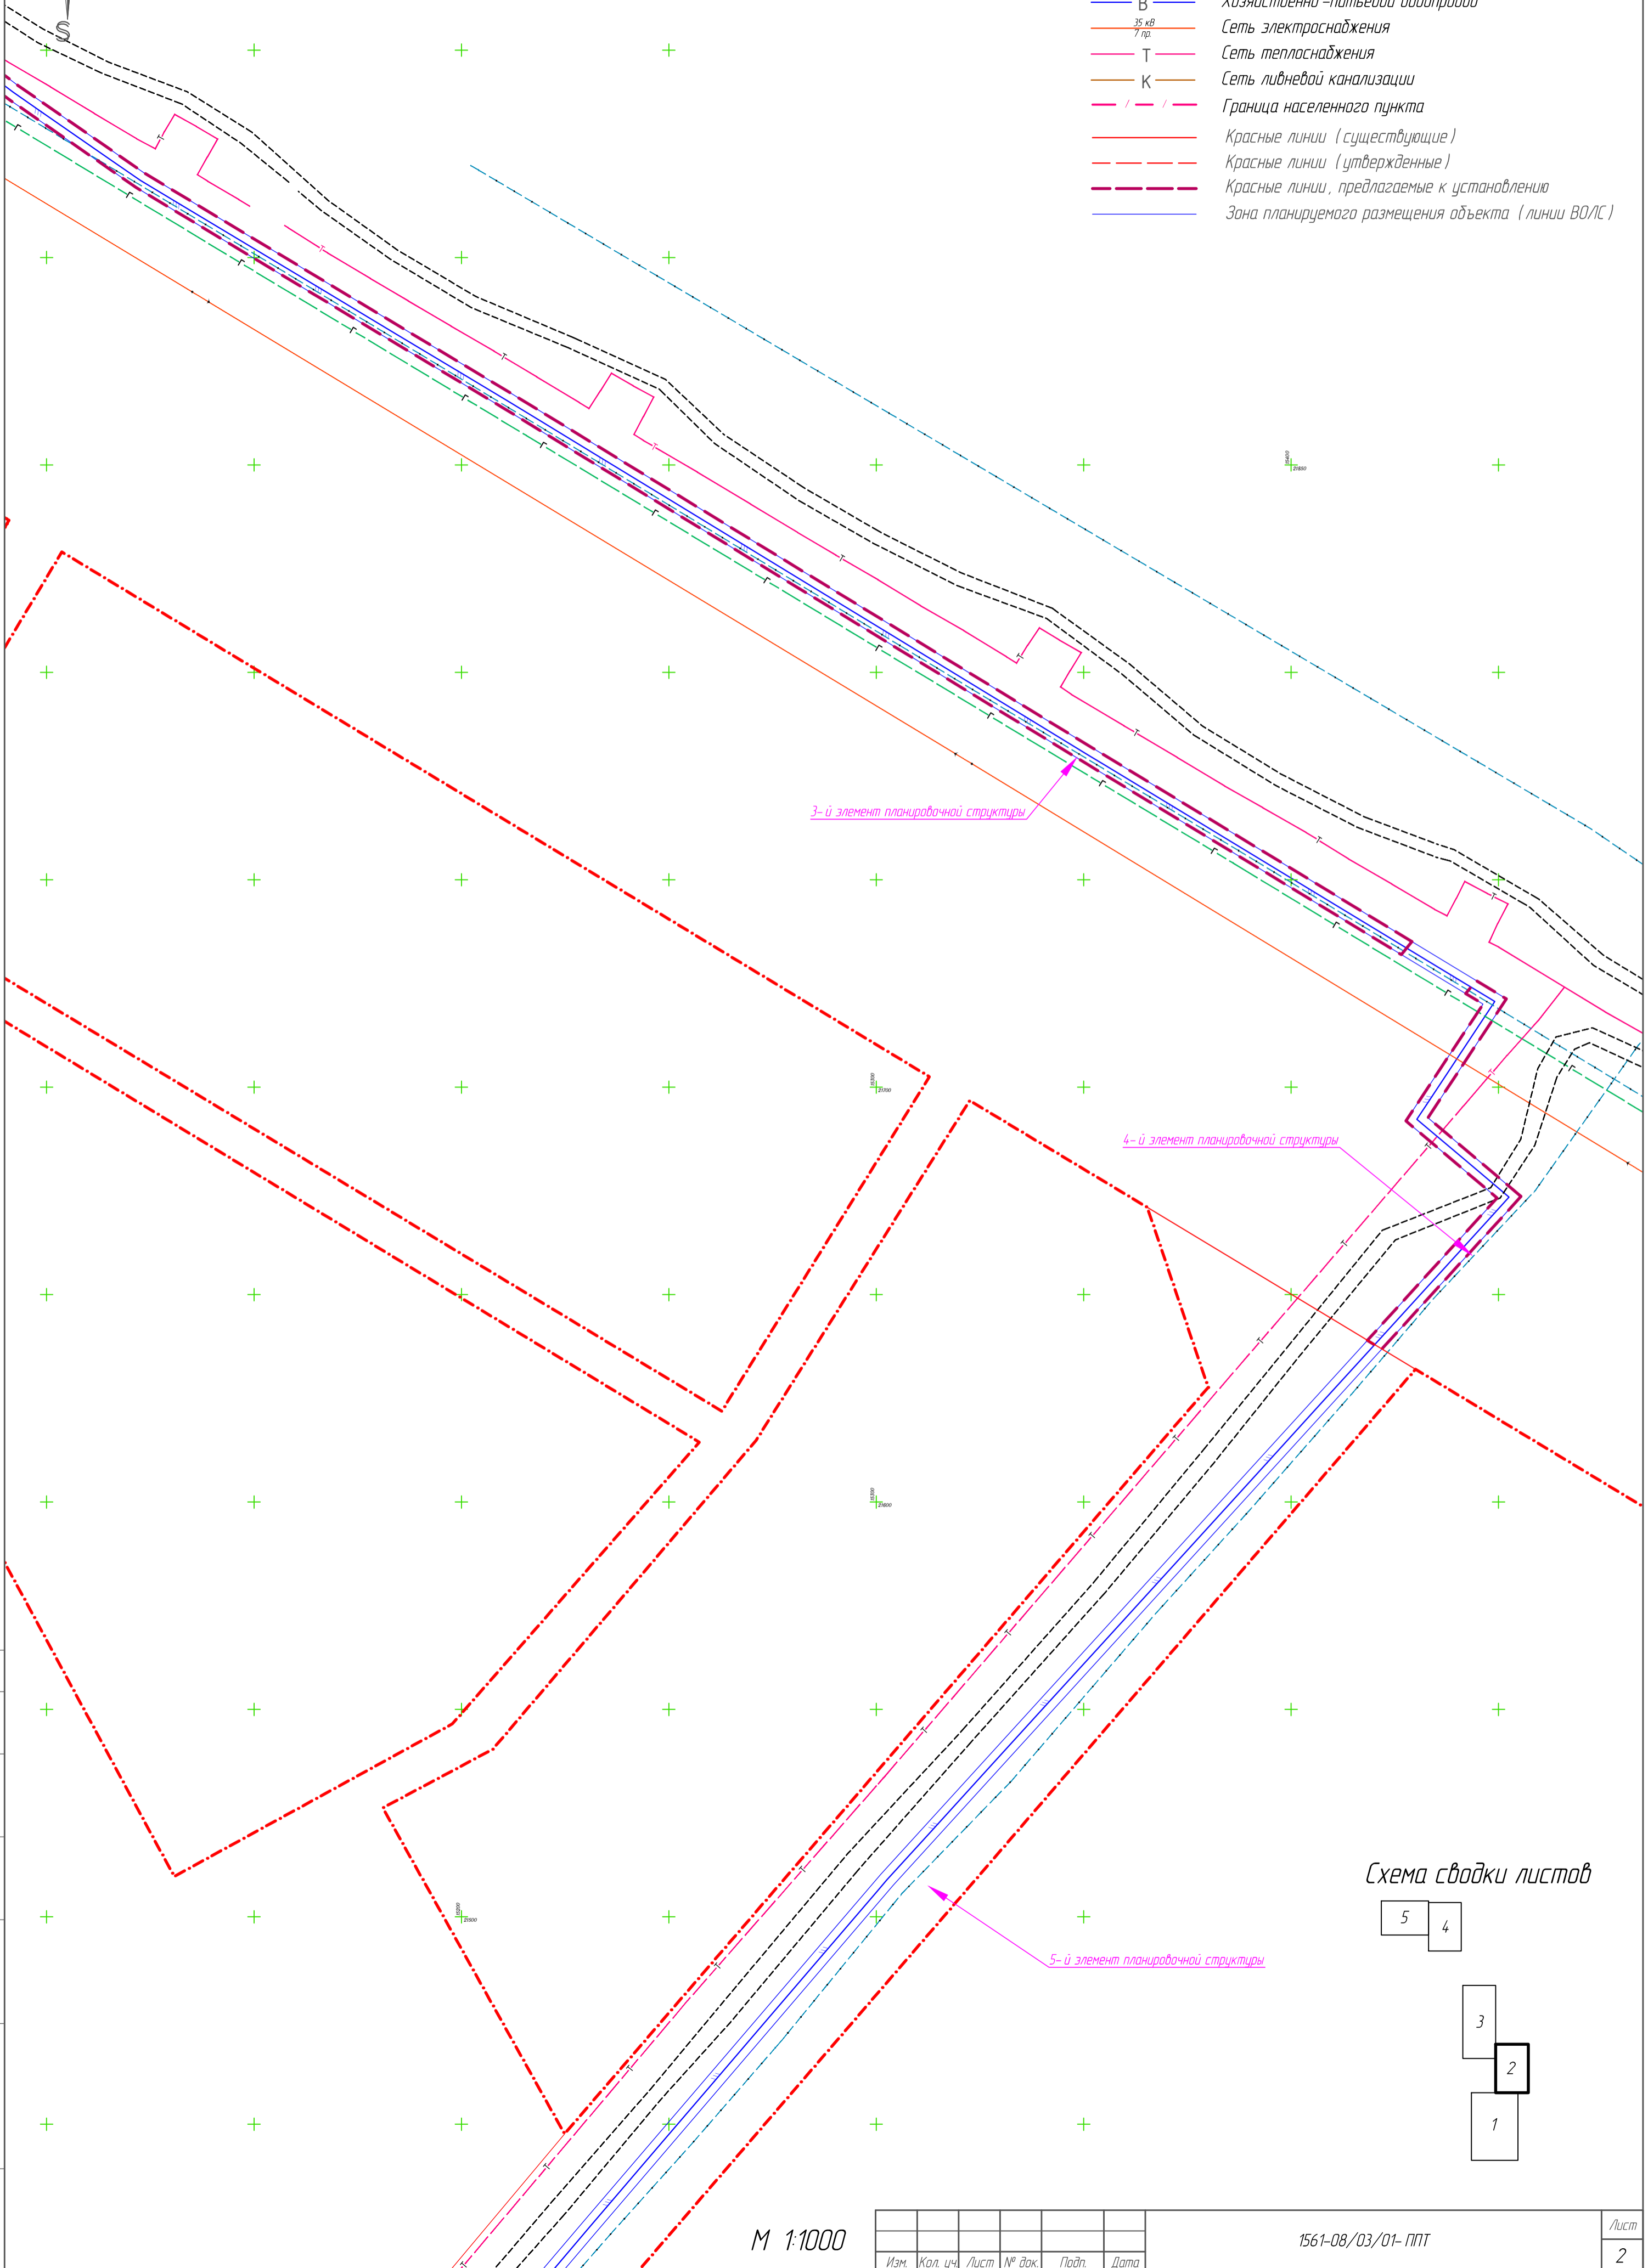 S
В Хозяйственно-питьевой водопровод
35 кВ
7 пр.
Сеть электроснабжения
Т Сеть теплоснабжения
К Сеть ливневой канализации
Граница населенного пункта
Красные линии (существующие)
Красные линии (утвержденные)
Красные линии, предлагаемые к установлению
Зона планируемого размещения объекта (линии ВОЛС)
3-й элемент планировочной структуры
4-й элемент планировочной структуры
5-й элемент планировочной структуры
Схема сводки листов
5
4
3
2
1
М 1:1000
Изм. Кол. уч. Лист № док. Подп. Дата
1561-08/03/01-ППТ
Лист
2